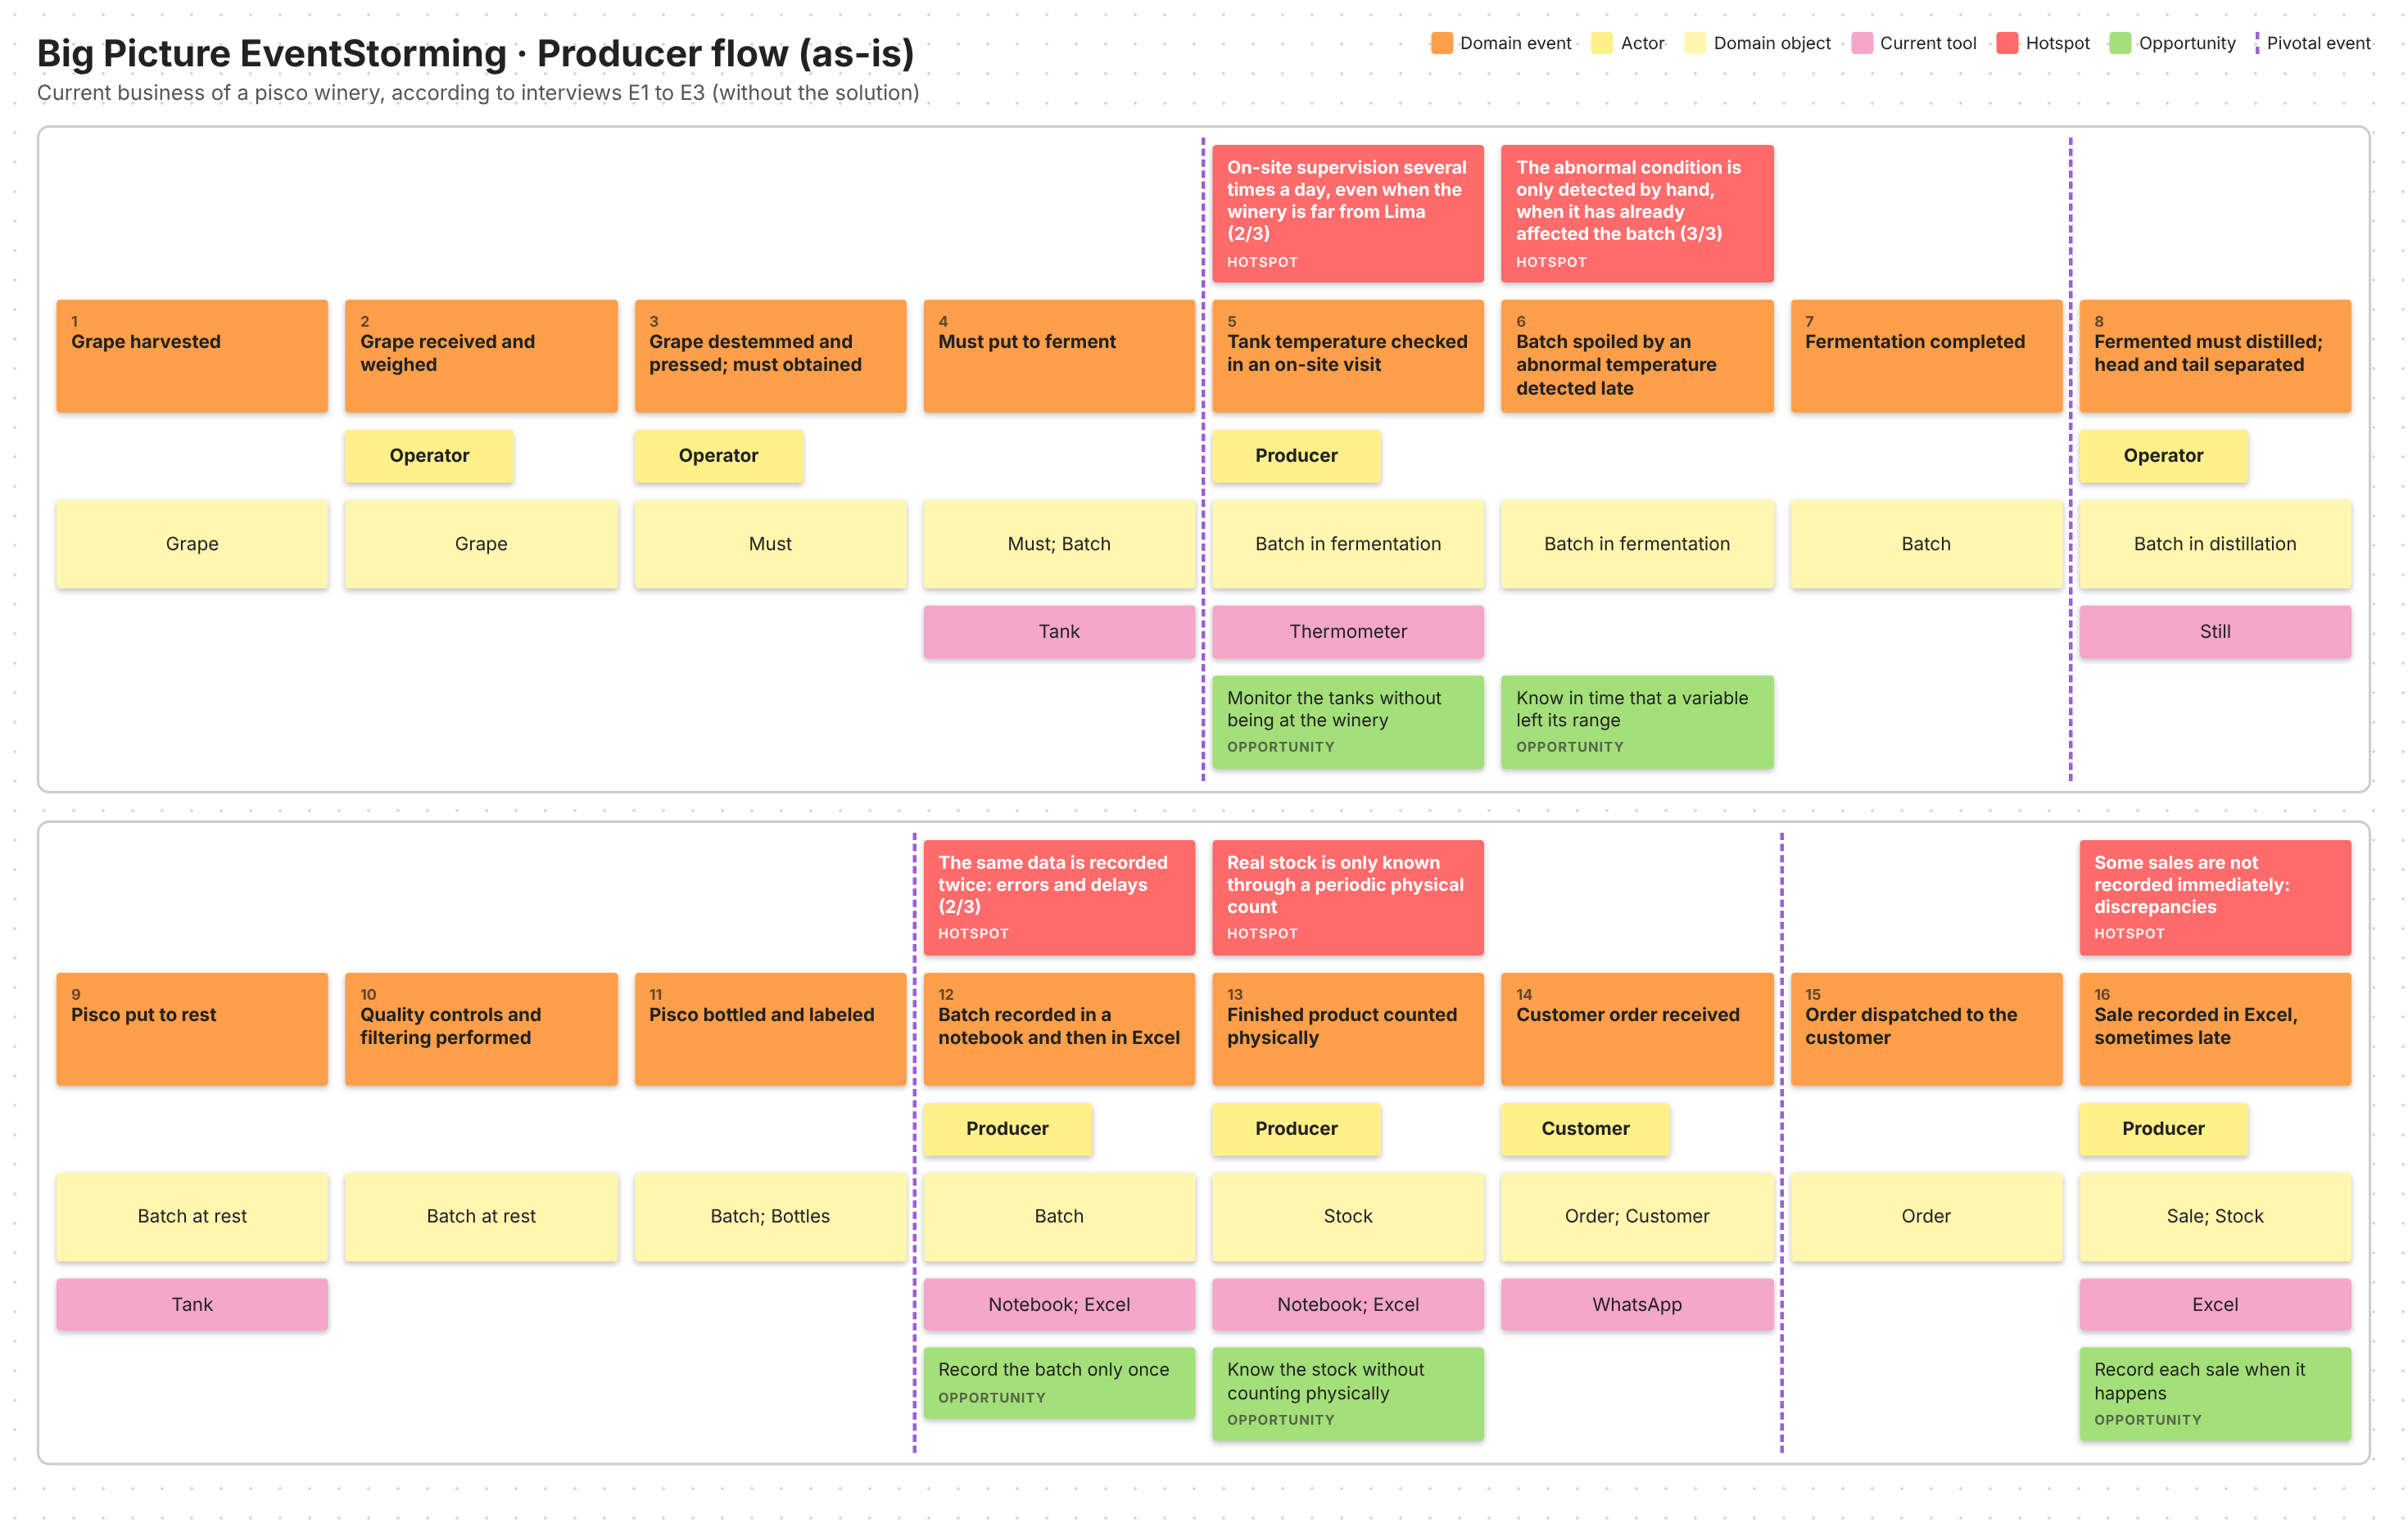 Big Picture EventStorming · Producer flow (as-is)
Current business of a pisco winery, according to interviews E1 to E3 (without the solution)
Domain event
Actor
Domain object
Current tool
Hotspot
Opportunity
Pivotal event
On-site supervision several
times a day, even when the
winery is far from Lima
(2/3)
HOTSPOT
The abnormal condition is
only detected by hand,
when it has already
affected the batch (3/3)
HOTSPOT
1
Grape harvested
2
Grape received and
weighed
3
Grape destemmed and
pressed; must obtained
4
Must put to ferment
5
Tank temperature checked
in an on-site visit
6
Batch spoiled by an
abnormal temperature
detected late
7
Fermentation completed
8
Fermented must distilled;
head and tail separated
Operator
Operator
Producer
Operator
Grape
Grape
Must
Must; Batch
Batch in fermentation
Batch in fermentation
Batch
Batch in distillation
Tank
Thermometer
Still
Monitor the tanks without
being at the winery
OPPORTUNITY
Know in time that a variable
left its range
OPPORTUNITY
The same data is recorded
twice: errors and delays
(2/3)
HOTSPOT
Real stock is only known
through a periodic physical
count
HOTSPOT
Some sales are not
recorded immediately:
discrepancies
HOTSPOT
9
Pisco put to rest
10
Quality controls and
filtering performed
11
Pisco bottled and labeled
12
Batch recorded in a
notebook and then in Excel
13
Finished product counted
physically
14
Customer order received
15
Order dispatched to the
customer
16
Sale recorded in Excel,
sometimes late
Producer
Producer
Customer
Producer
Batch at rest
Batch at rest
Batch; Bottles
Batch
Stock
Order; Customer
Order
Sale; Stock
Tank
Notebook; Excel
Notebook; Excel
WhatsApp
Excel
Record the batch only once
OPPORTUNITY
Know the stock without
counting physically
OPPORTUNITY
Record each sale when it
happens
OPPORTUNITY